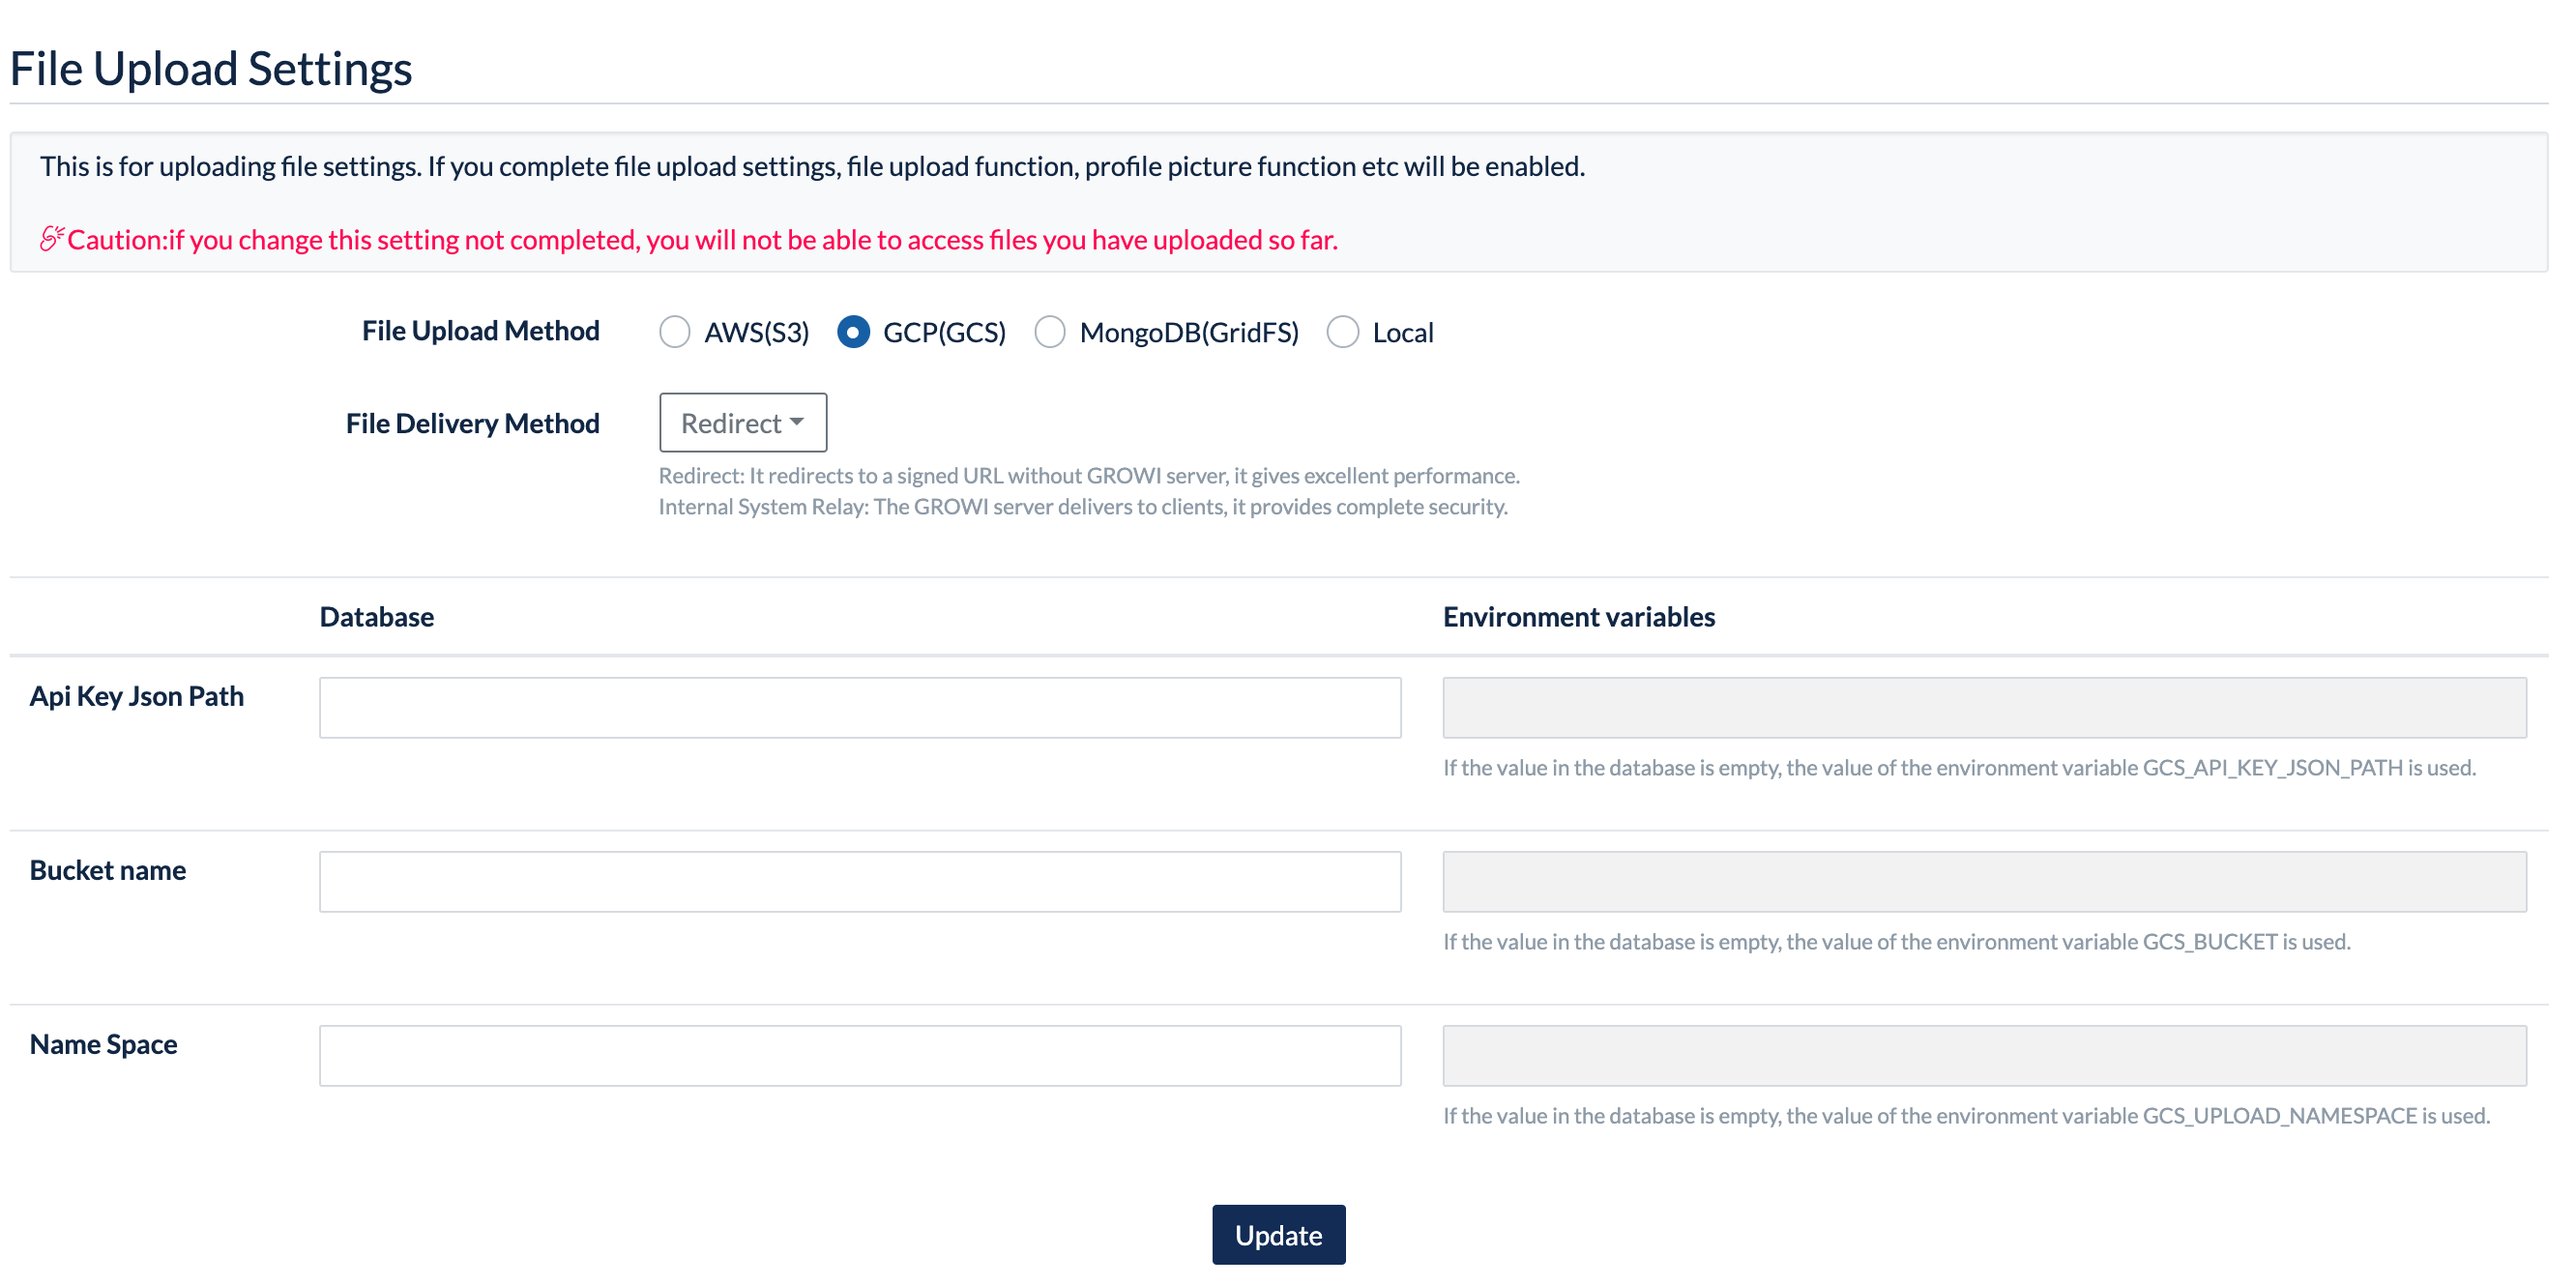 File Upload Settings
This is for uploading file settings. If you complete file upload settings, file upload function, profile picture function etc will be enabled.
Caution:if you change this setting not completed, you will not be able to access files you have uploaded so far.
File Upload Method AWS(S3) GCP(GCS) MongoDB(GridFS) Local
File Delivery Method Redirect
Redirect: It redirects to a signed URL without GROWI server, it gives excellent performance.
Internal System Relay: The GROWI server delivers to clients, it provides complete security.
Database Environment variables
Api Key Json Path
If the value in the database is empty, the value of the environment variable GCS_API_KEY_JSON_PATH is used.
Bucket name
If the value in the database is empty, the value of the environment variable GCS_BUCKET is used.
Name Space
If the value in the database is empty, the value of the environment variable GCS_UPLOAD_NAMESPACE is used.
Update